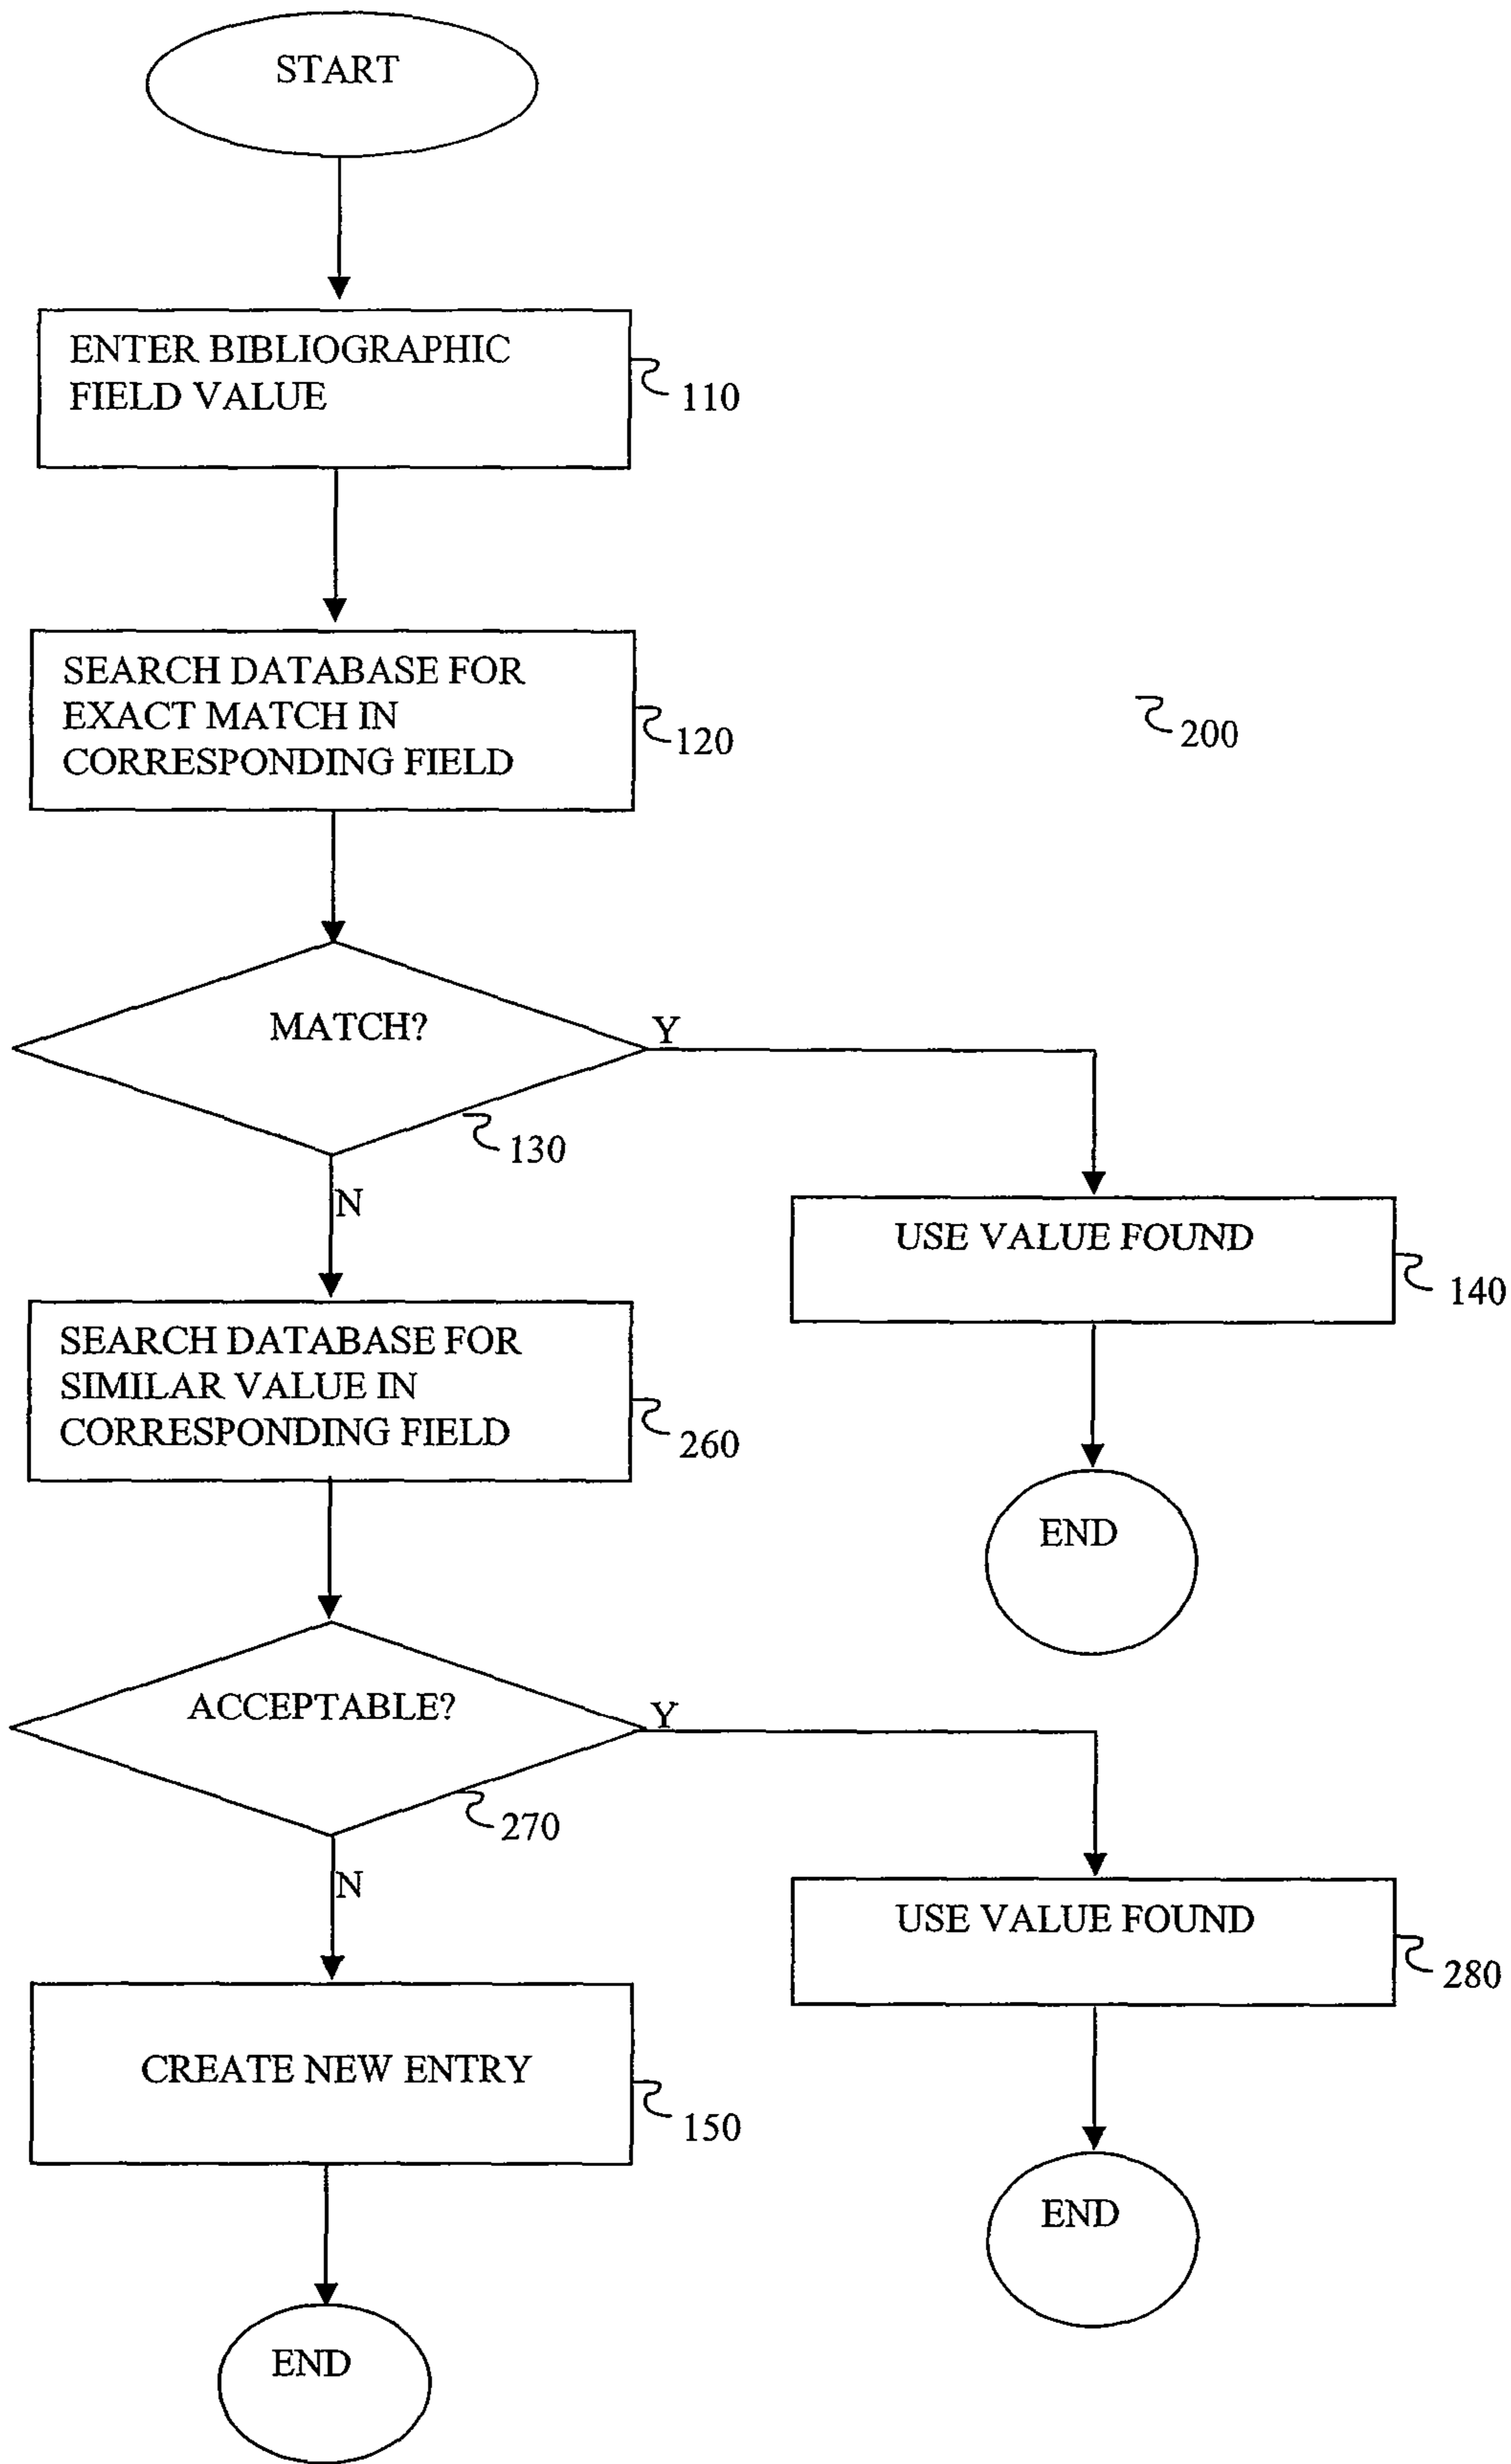 START
ENTER BIBLIOGRAPHIC
FIELD VALUE
110
SEARCH DATABASE FOR
EXACT MATCH IN
CORRESPONDING FIELD
120
200
MATCH?
Y
130
N
USE VALUE FOUND
140
SEARCH DATABASE FOR
SIMILAR VALUE IN
CORRESPONDING FIELD
260
END
ACCEPTABLE?
Y
270
N
USE VALUE FOUND
280
CREATE NEW ENTRY
150
END
END